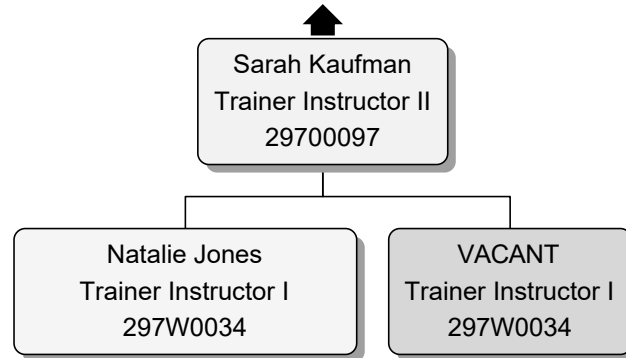 Sarah Kaufman
Trainer Instructor II
29700097
Natalie Jones
Trainer Instructor I
297W0034
VACANT
Trainer Instructor I
297W0034